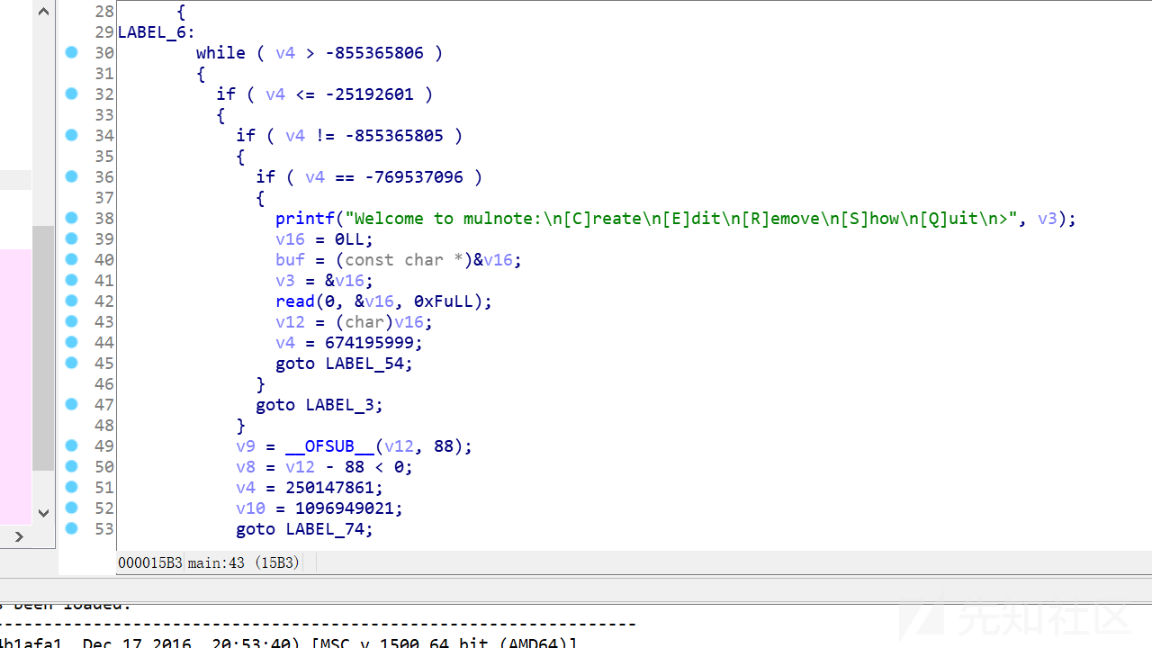 28 {
29 LABEL_6:
30 while ( v4 > -855365806 )
31 {
32 if ( v4 <= -25192601 )
33 {
34 if ( v4 != -855365805 )
35 {
36 if ( v4 == -769537096 )
37 {
38 printf("Welcome to mulnote:\n[C]reate\n[E]dit\n[R]emove\n[S]how\n[Q]uit\n>", v3);
39 v16 = 0LL;
40 buf = (const char *)&v16;
41 v3 = &v16;
42 read(0, &v16, 0xFuLL);
43 v12 = (char)v16;
44 v4 = 674195999;
45 goto LABEL_54;
46 }
47 goto LABEL_3;
48 }
49 v9 = __OFSUB__(v12, 88);
50 v8 = v12 - 88 < 0;
51 v4 = 250147861;
52 v10 = 1096949021;
53 goto LABEL_74;
000015B3 main:43 (15B3)
s been loaded.
----------------------------------------------------------------
4b1afa1, Dec 17 2016, 20:53:40) [MSC v.1500 64 bit (AMD64)]
先知社区